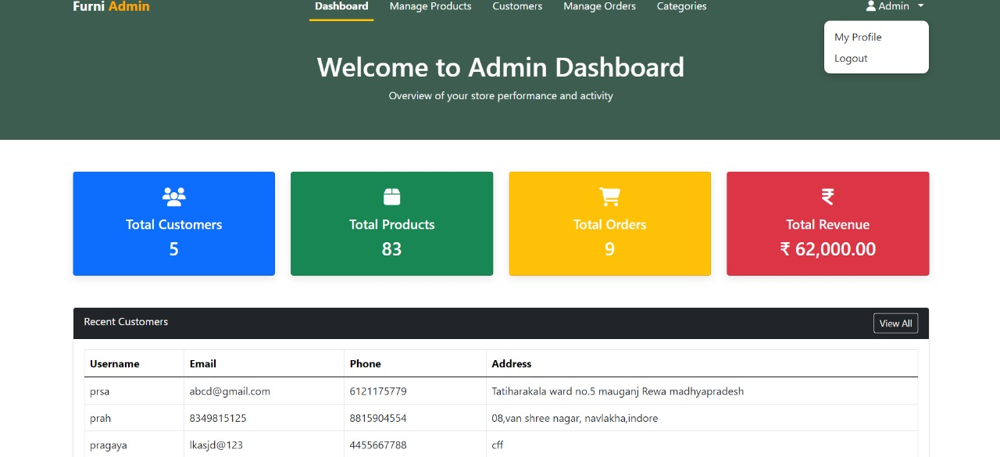 Furni Admin Dashboard Manage Products Customers Manage Orders Categories Admin
My Profile
Logout
Welcome to Admin Dashboard
Overview of your store performance and activity
Total Customers
5
Total Products
83
Total Orders
9
Total Revenue
₹ 62,000.00
Recent Customers View All
Username Email Phone Address
prsa abcd@gmail.com 6121175779 Tatiharakala ward no.5 mauganj Rewa madhyapradesh
prah 8349815125 8815904554 08,van shree nagar, navlakha,indore
pragaya lkasjd@123 4455667788 cff